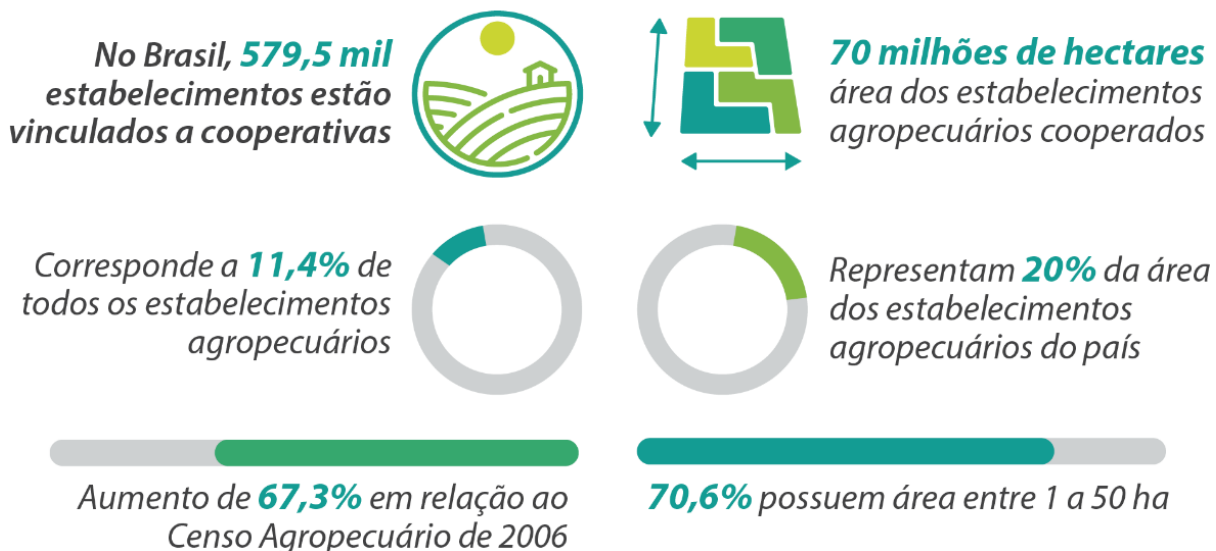 No Brasil, 579,5 mil
estabelecimentos estão
vinculados a cooperativas
70 milhões de hectares
área dos estabelecimentos
agropecuários cooperados
Corresponde a 11,4% de
todos os estabelecimentos
agropecuários
Representam 20% da área
dos estabelecimentos
agropecuários do país
Aumento de 67,3% em relação ao
Censo Agropecuário de 2006
70,6% possuem área entre 1 a 50 ha